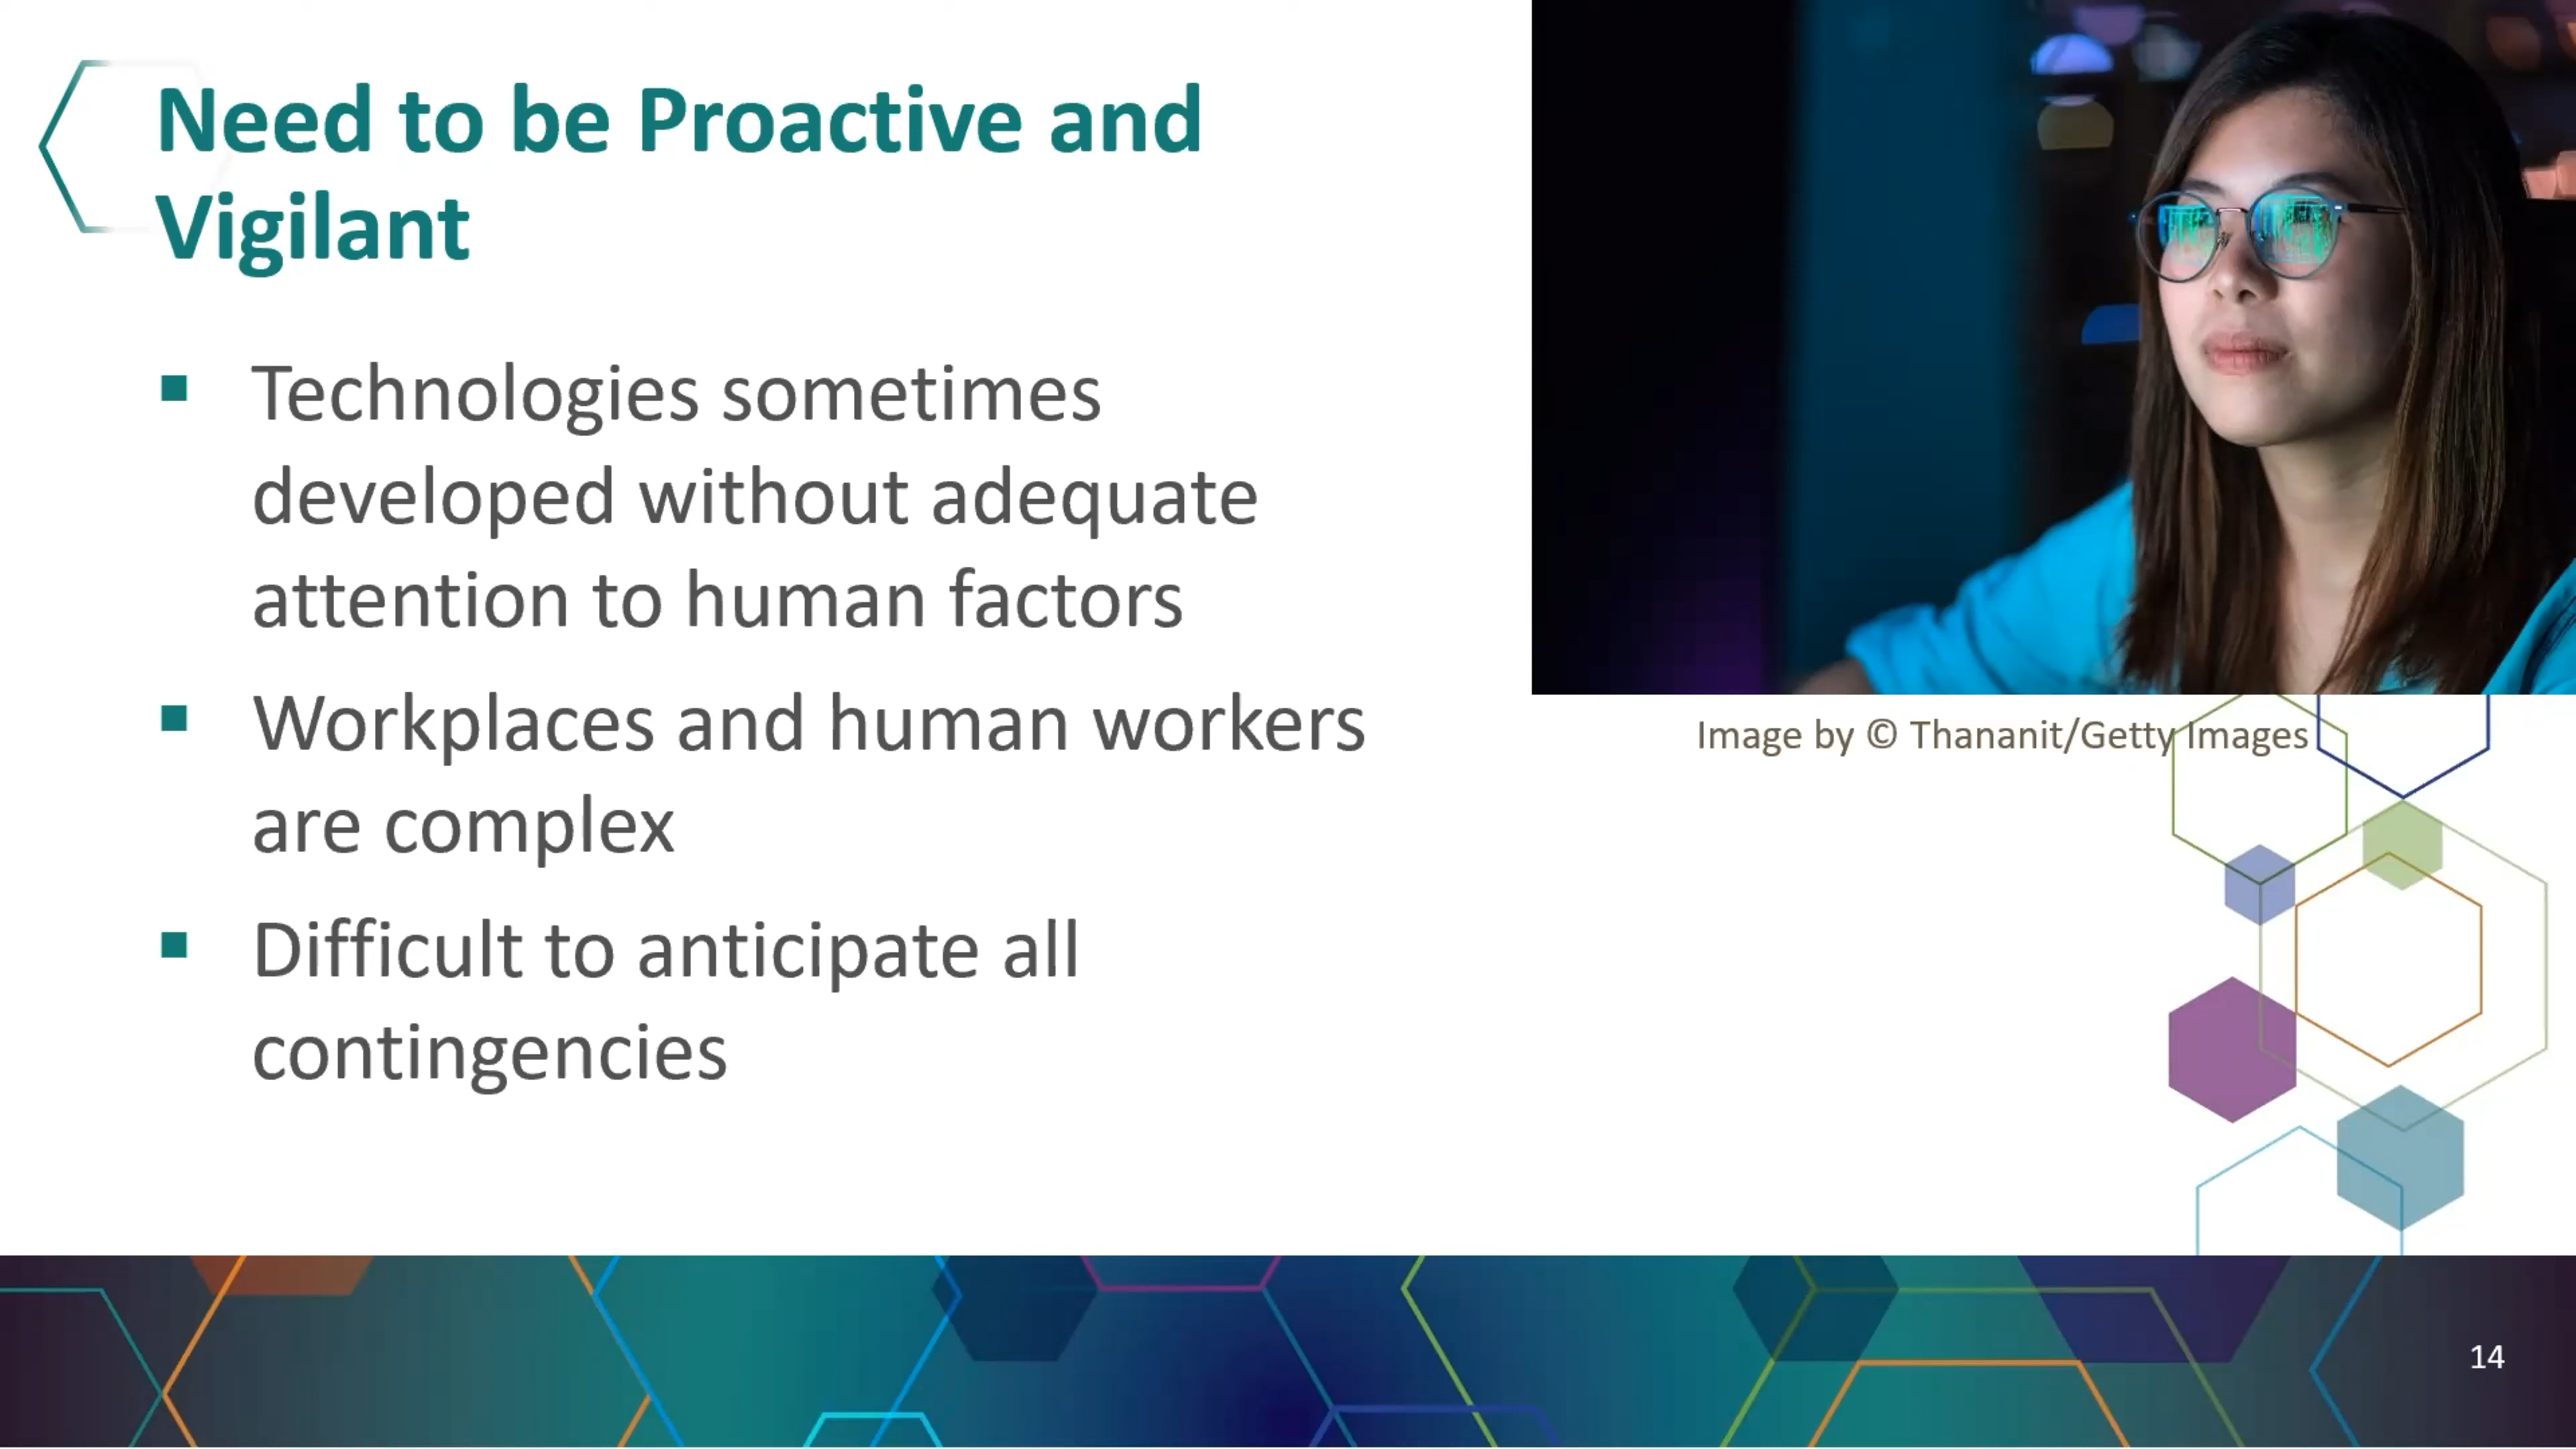 Need to be Proactive and
Vigilant
Technologies sometimes
developed without adequate
attention to human factors
Workplaces and human workers
are complex
Difficult to anticipate all
contingencies
Image by © Thananit/Getty Images
14